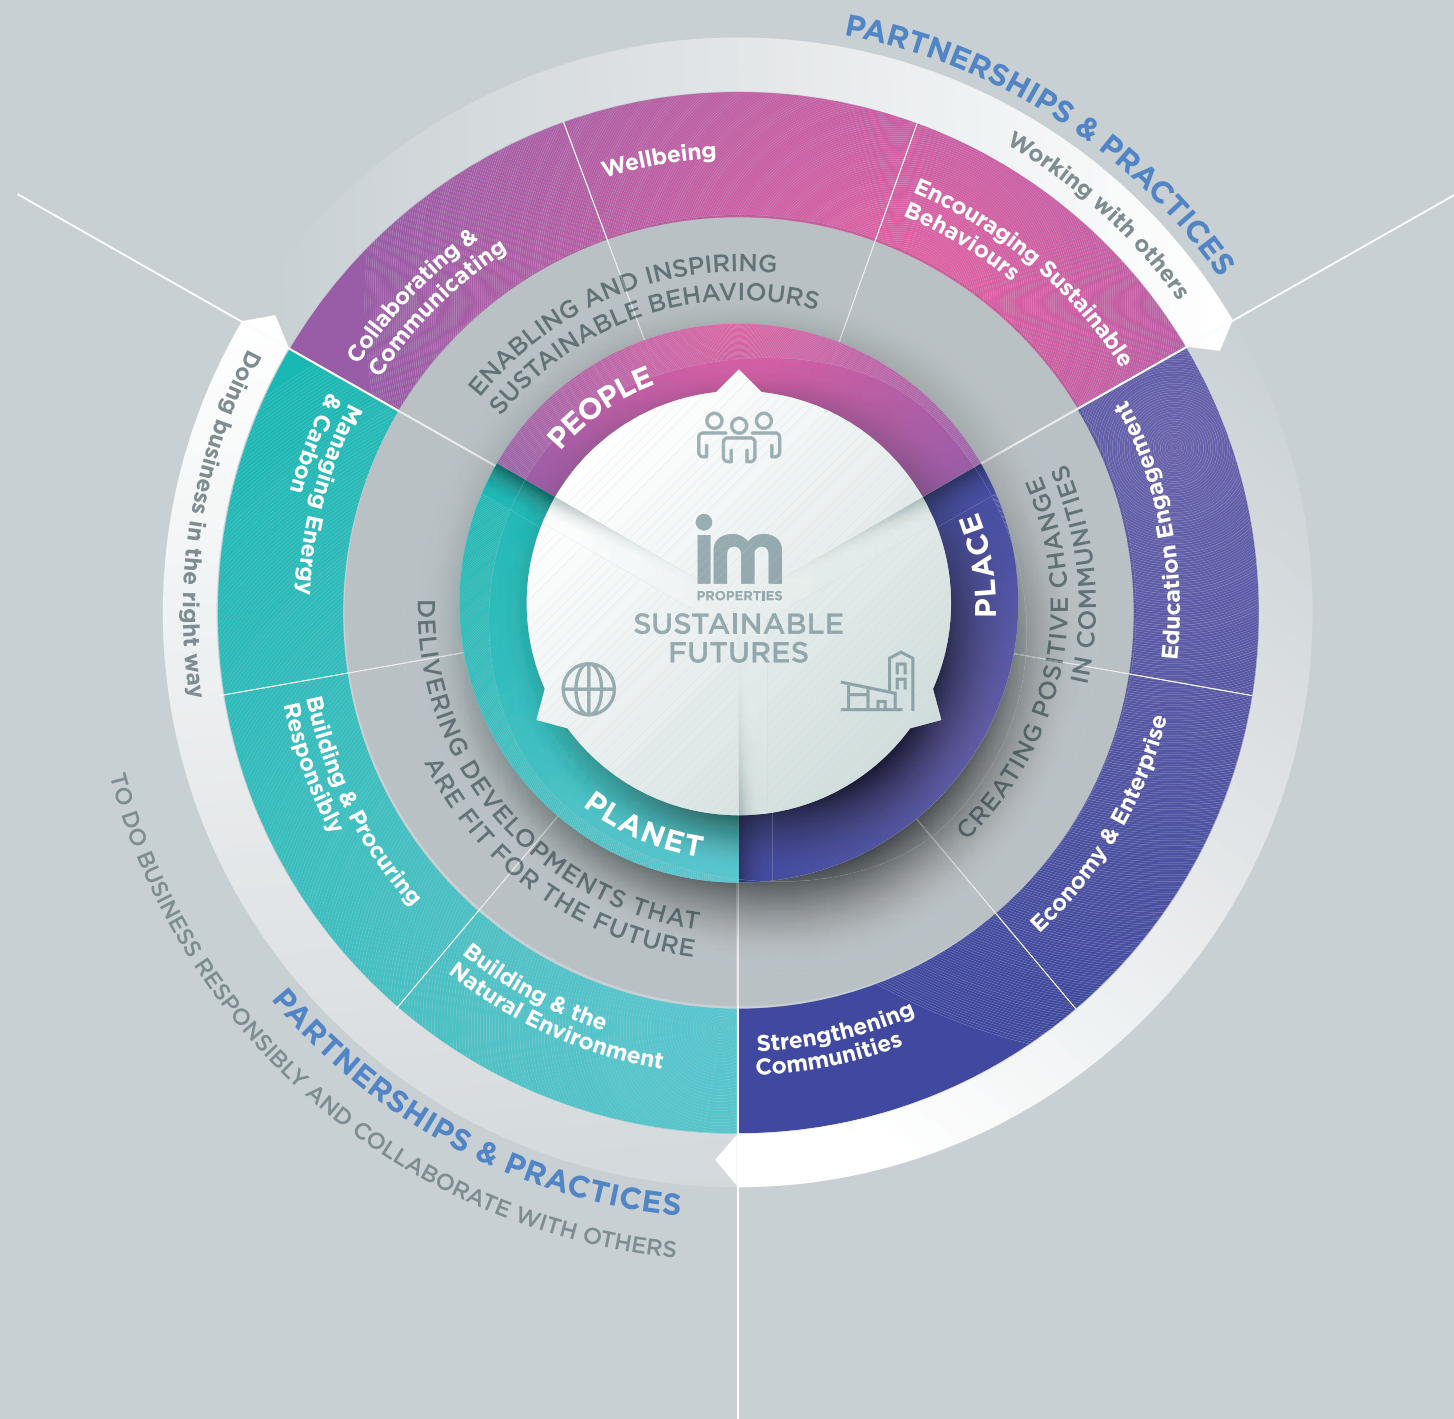 PARTNERSHIPS & PRACTICES
Working with others
Wellbeing
Encouraging Sustainable
Behaviours
Collaborating &
Communicating
ENABLING AND INSPIRING
SUSTAINABLE BEHAVIOURS
PEOPLE
Doing business in the right way
Managing Energy
& Carbon
Education Engagement
CREATING POSITIVE CHANGE
IN COMMUNITIES
PLACE
im
PROPERTIES
SUSTAINABLE
FUTURES
DELIVERING DEVELOPMENTS THAT
ARE FIT FOR THE FUTURE
PLANET
Building & Procuring
Responsibly
Economy & Enterprise
Building & the
Natural Environment
Strengthening
Communities
PARTNERSHIPS & PRACTICES
TO DO BUSINESS RESPONSIBLY AND COLLABORATE WITH OTHERS